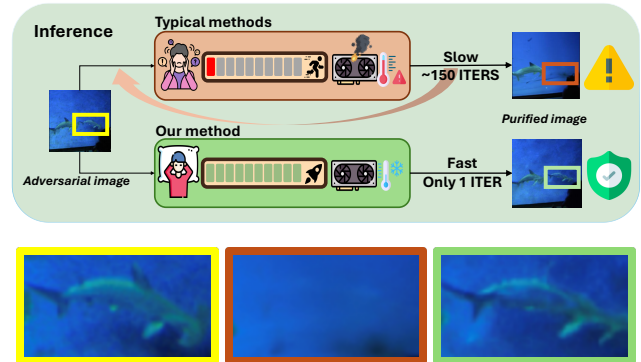 Inference
Typical methods
Slow
~150 ITERS
Purified image
Adversarial image
Our method
Fast
Only 1 ITER